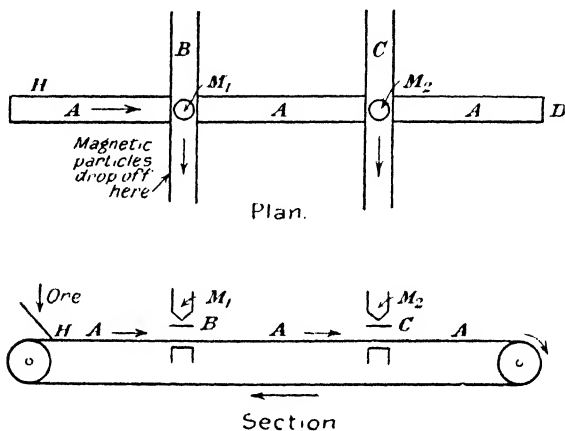 B
C
H
M₁
M₂
A
A
A
D
Magnetic
particles
drop off
here
Plan.
Ore
M₁
M₂
H
A
B
A
C
A
Section